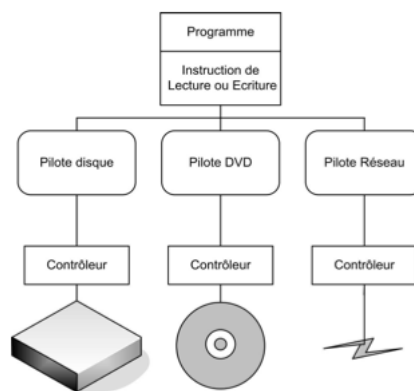 Programme
Instruction de
Lecture ou Ecriture
Pilote disque
Pilote DVD
Pilote Réseau
Contrôleur
Contrôleur
Contrôleur